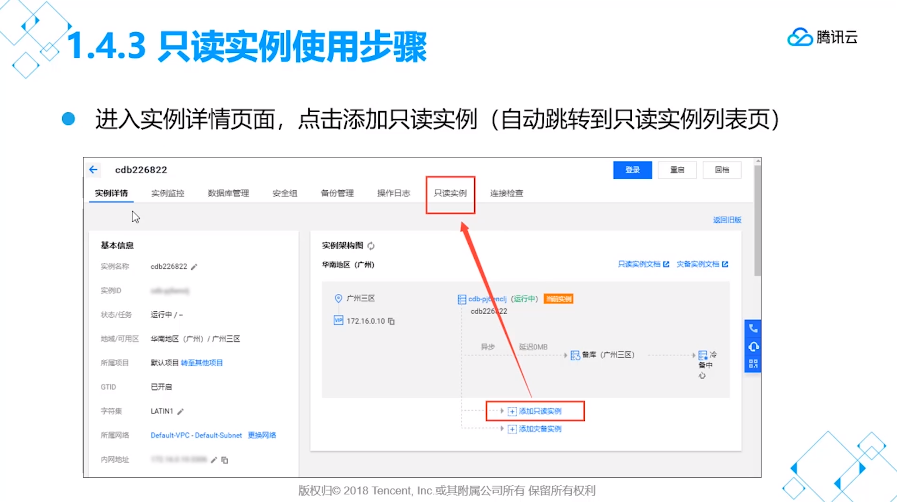 1.4.3 只读实例使用步骤
腾讯云
进入实例详情页面，点击添加只读实例（自动跳转到只读实例列表页）
cdb226822
登录 重启 回档
实例详情 实例监控 数据库管理 安全组 备份管理 操作日志 只读实例 连接检查
返回旧版
基本信息
实例名称 cdb226822
实例ID
状态/任务 运行中 / --
地域/可用区 华南地区（广州）/ 广州三区
所属项目 默认项目 转至其他项目
GTID 已开启
字符集 LATIN1
所属网络 Default-VPC - Default-Subnet 更换网络
内网地址
实例架构图
华南地区（广州）
只读实例文档 灾备实例文档
广州三区
VIP 172.16.0.10
（运行中） 当前实例
cdb226822
异步 延迟0MB
备库（广州三区）
冷备中
添加只读实例
添加灾备实例
版权归© 2018 Tencent, Inc.或其附属公司所有 保留所有权利